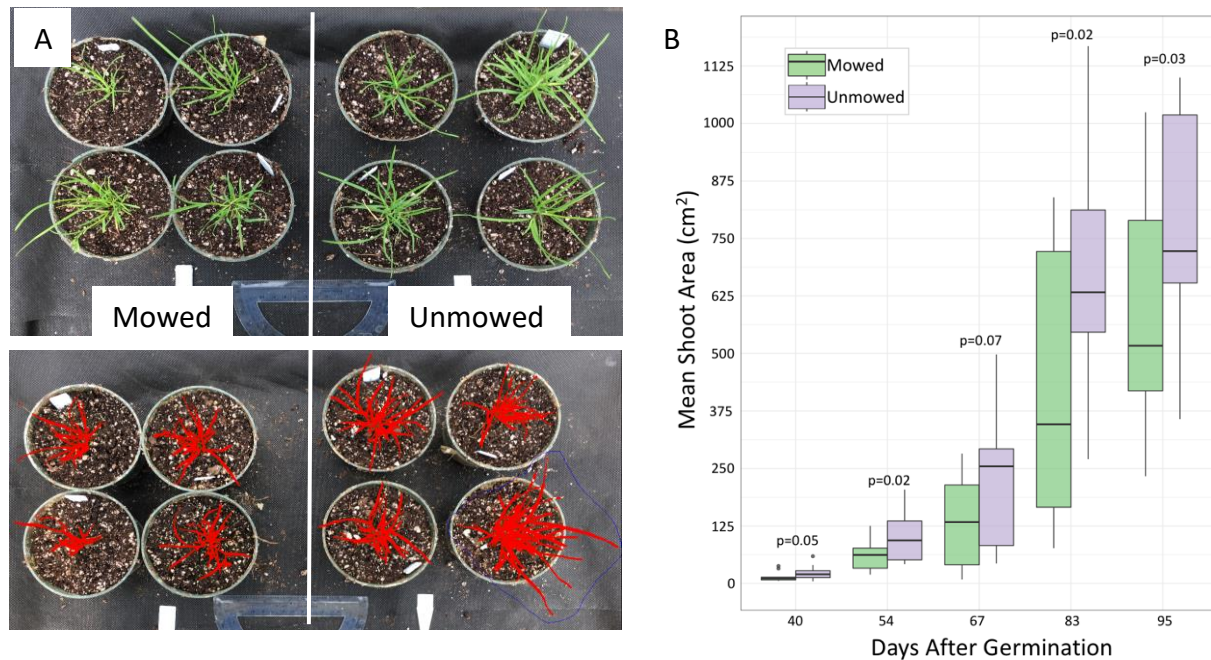 A
Mowed
Unmowed
B
Mowed
Unmowed
p=0.05
p=0.02
p=0.07
p=0.02
p=0.03
Mean Shoot Area (cm²)
1125
1000
875
750
625
500
375
250
125
0
40
54
67
83
95
Days After Germination